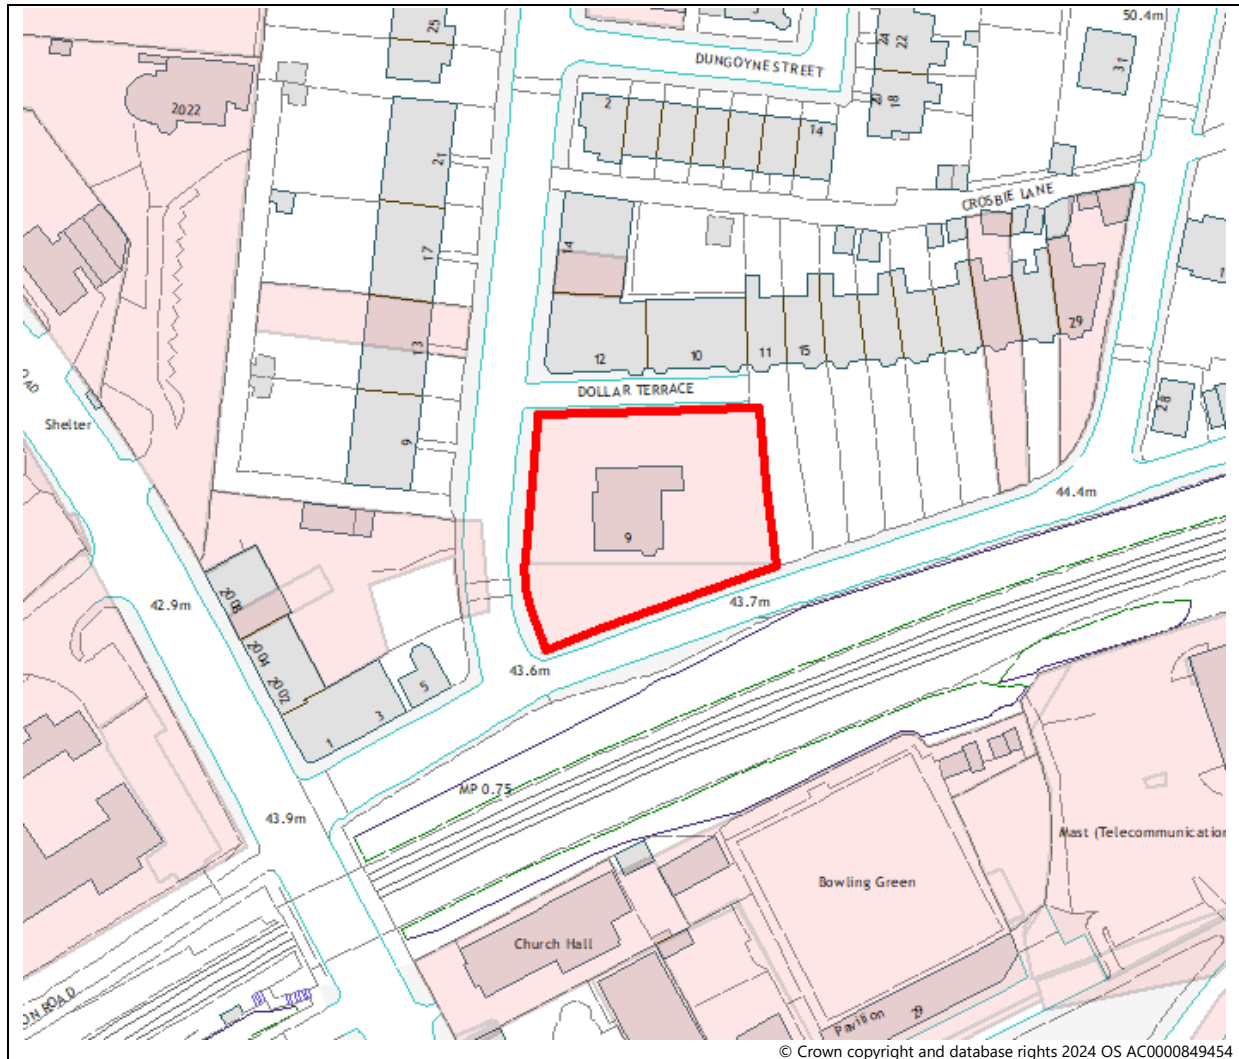 50.4m
25
24
22
DUNGOYNE STREET
31
2
20
18
2022
14
21
CROSBIE LANE
14
17
29
13
12
10
11
15
DOLLAR TERRACE
28
Shelter
9
44.4m
9
42.9m
2008
43.7m
2004
43.6m
2002
5
3
1
MP 0.75
43.9m
Mast (Telecommunication
Bowling Green
Church Hall
ON ROAD
Pavilion
29
© Crown copyright and database rights 2024 OS AC0000849454